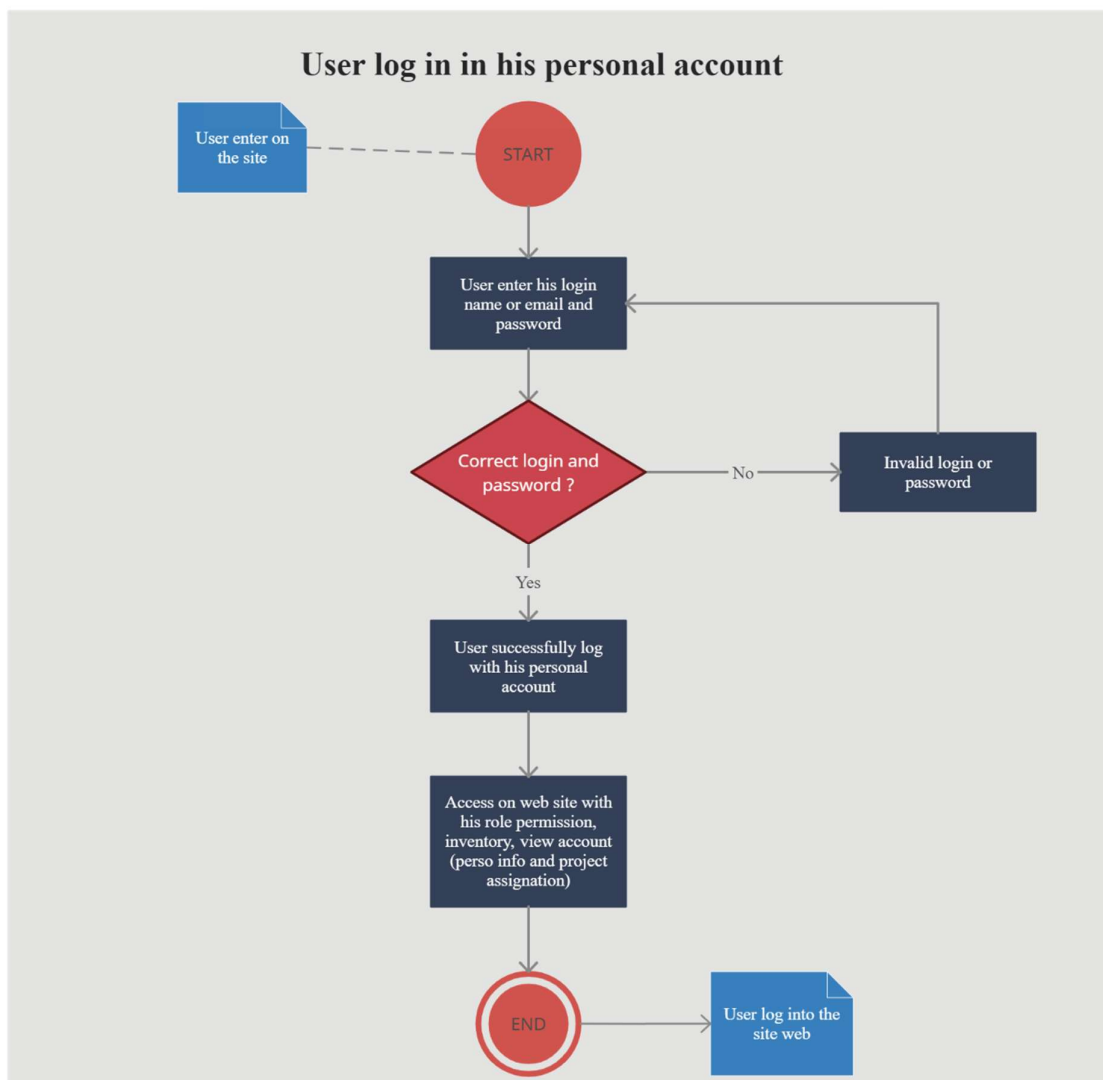 User log in in his personal account
User enter on
the site
START
User enter his login
name or email and
password
Correct login and
password ?
No
Invalid login or
password
Yes
User successfully log
with his personal
account
Access on web site with
his role permission,
inventory, view account
(perso info and project
assignation)
END
User log into the
site web